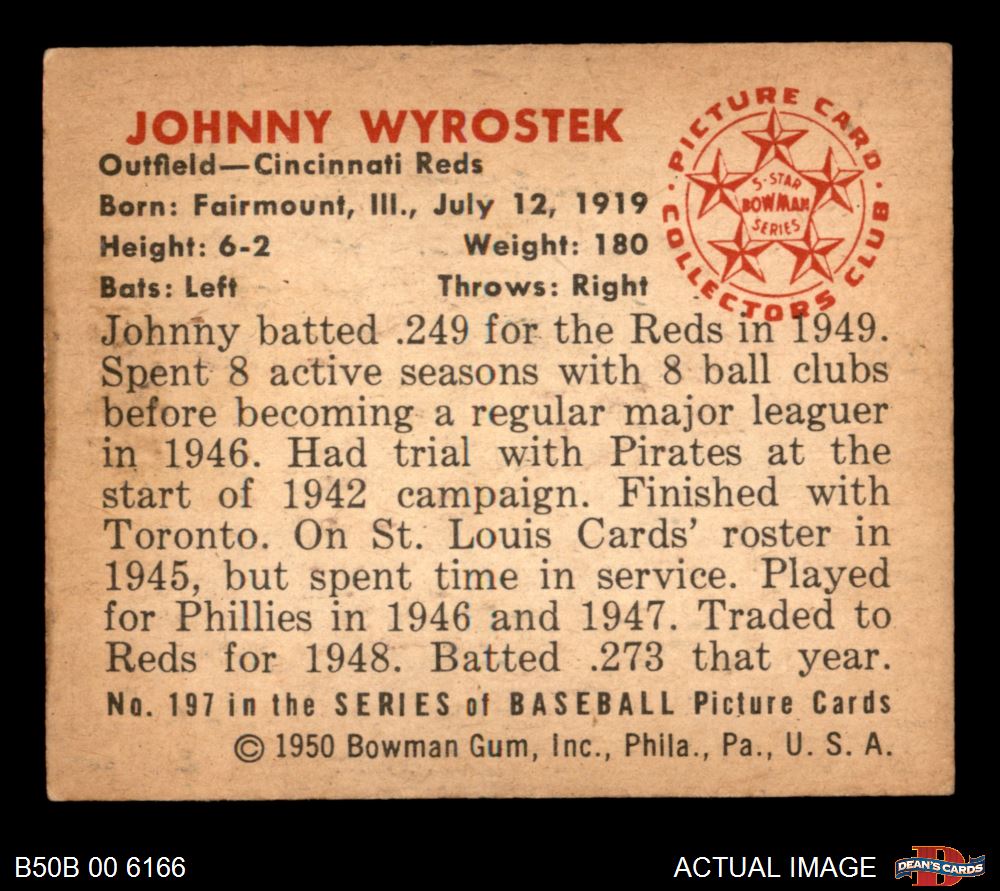 JOHNNY WYROSTEK
Outfield—Cincinnati Reds
Born: Fairmount, Ill., July 12, 1919
Height: 6-2 Weight: 180
Bats: Left Throws: Right
PICTURE CARD
COLLECTORS CLUB
5-STAR
BOWMAN
SERIES
Johnny batted .249 for the Reds in 1949.
Spent 8 active seasons with 8 ball clubs
before becoming a regular major leaguer
in 1946. Had trial with Pirates at the
start of 1942 campaign. Finished with
Toronto. On St. Louis Cards' roster in
1945, but spent time in service. Played
for Phillies in 1946 and 1947. Traded to
Reds for 1948. Batted .273 that year.
No. 197 in the SERIES of BASEBALL Picture Cards
© 1950 Bowman Gum, Inc., Phila., Pa., U. S. A.
B50B 00 6166
ACTUAL IMAGE
D
DEAN'S CARDS